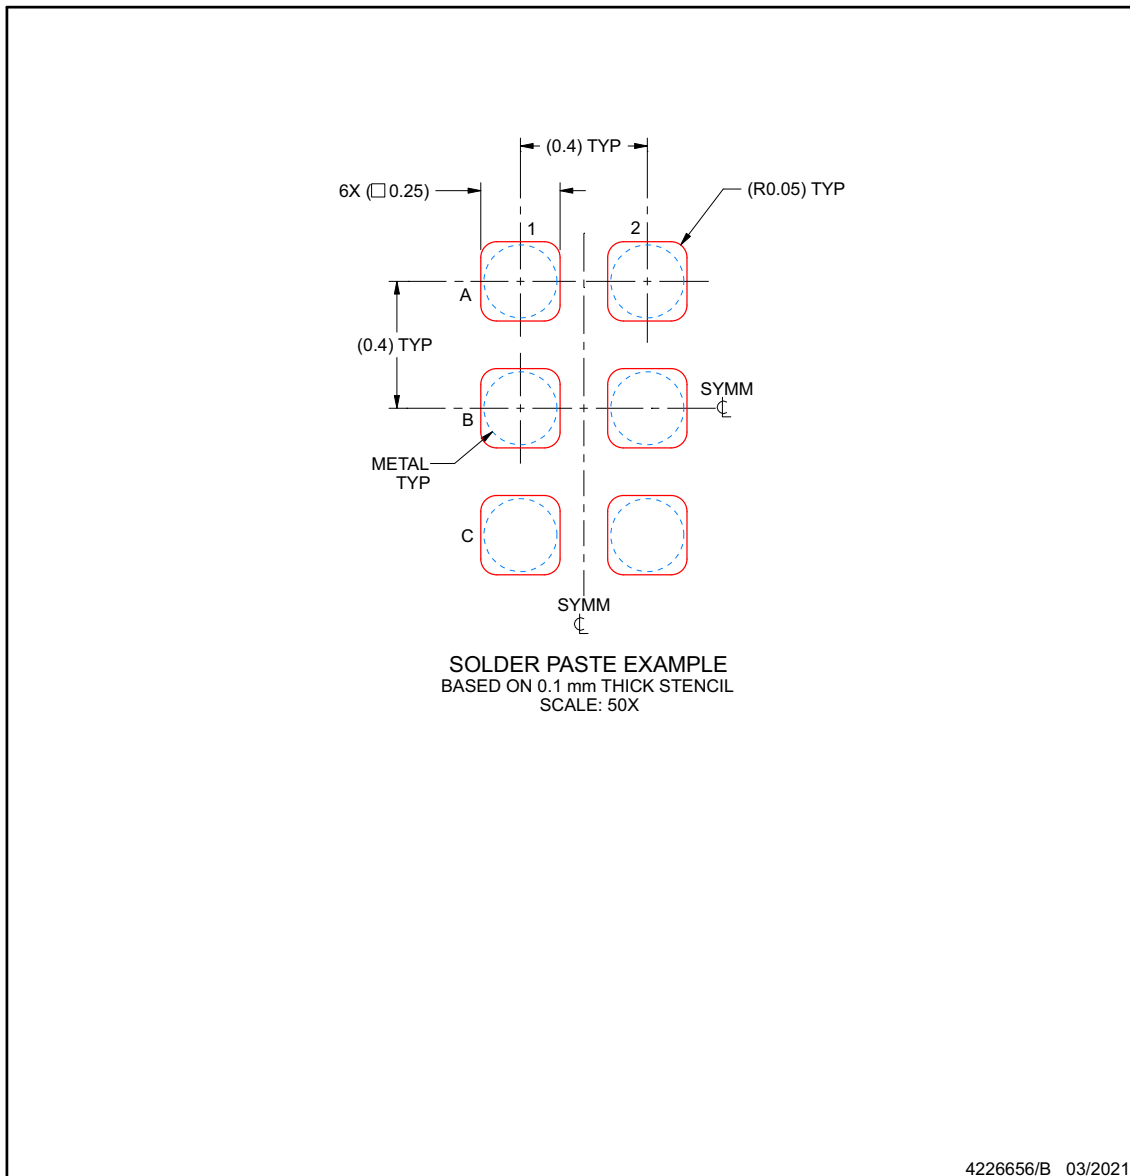 (0.4) TYP
6X (□ 0.25)
(R0.05) TYP
1
2
A
(0.4) TYP
SYMM
℄
B
METAL
TYP
C
SYMM
℄
SOLDER PASTE EXAMPLE
BASED ON 0.1 mm THICK STENCIL
SCALE: 50X
4226656/B 03/2021